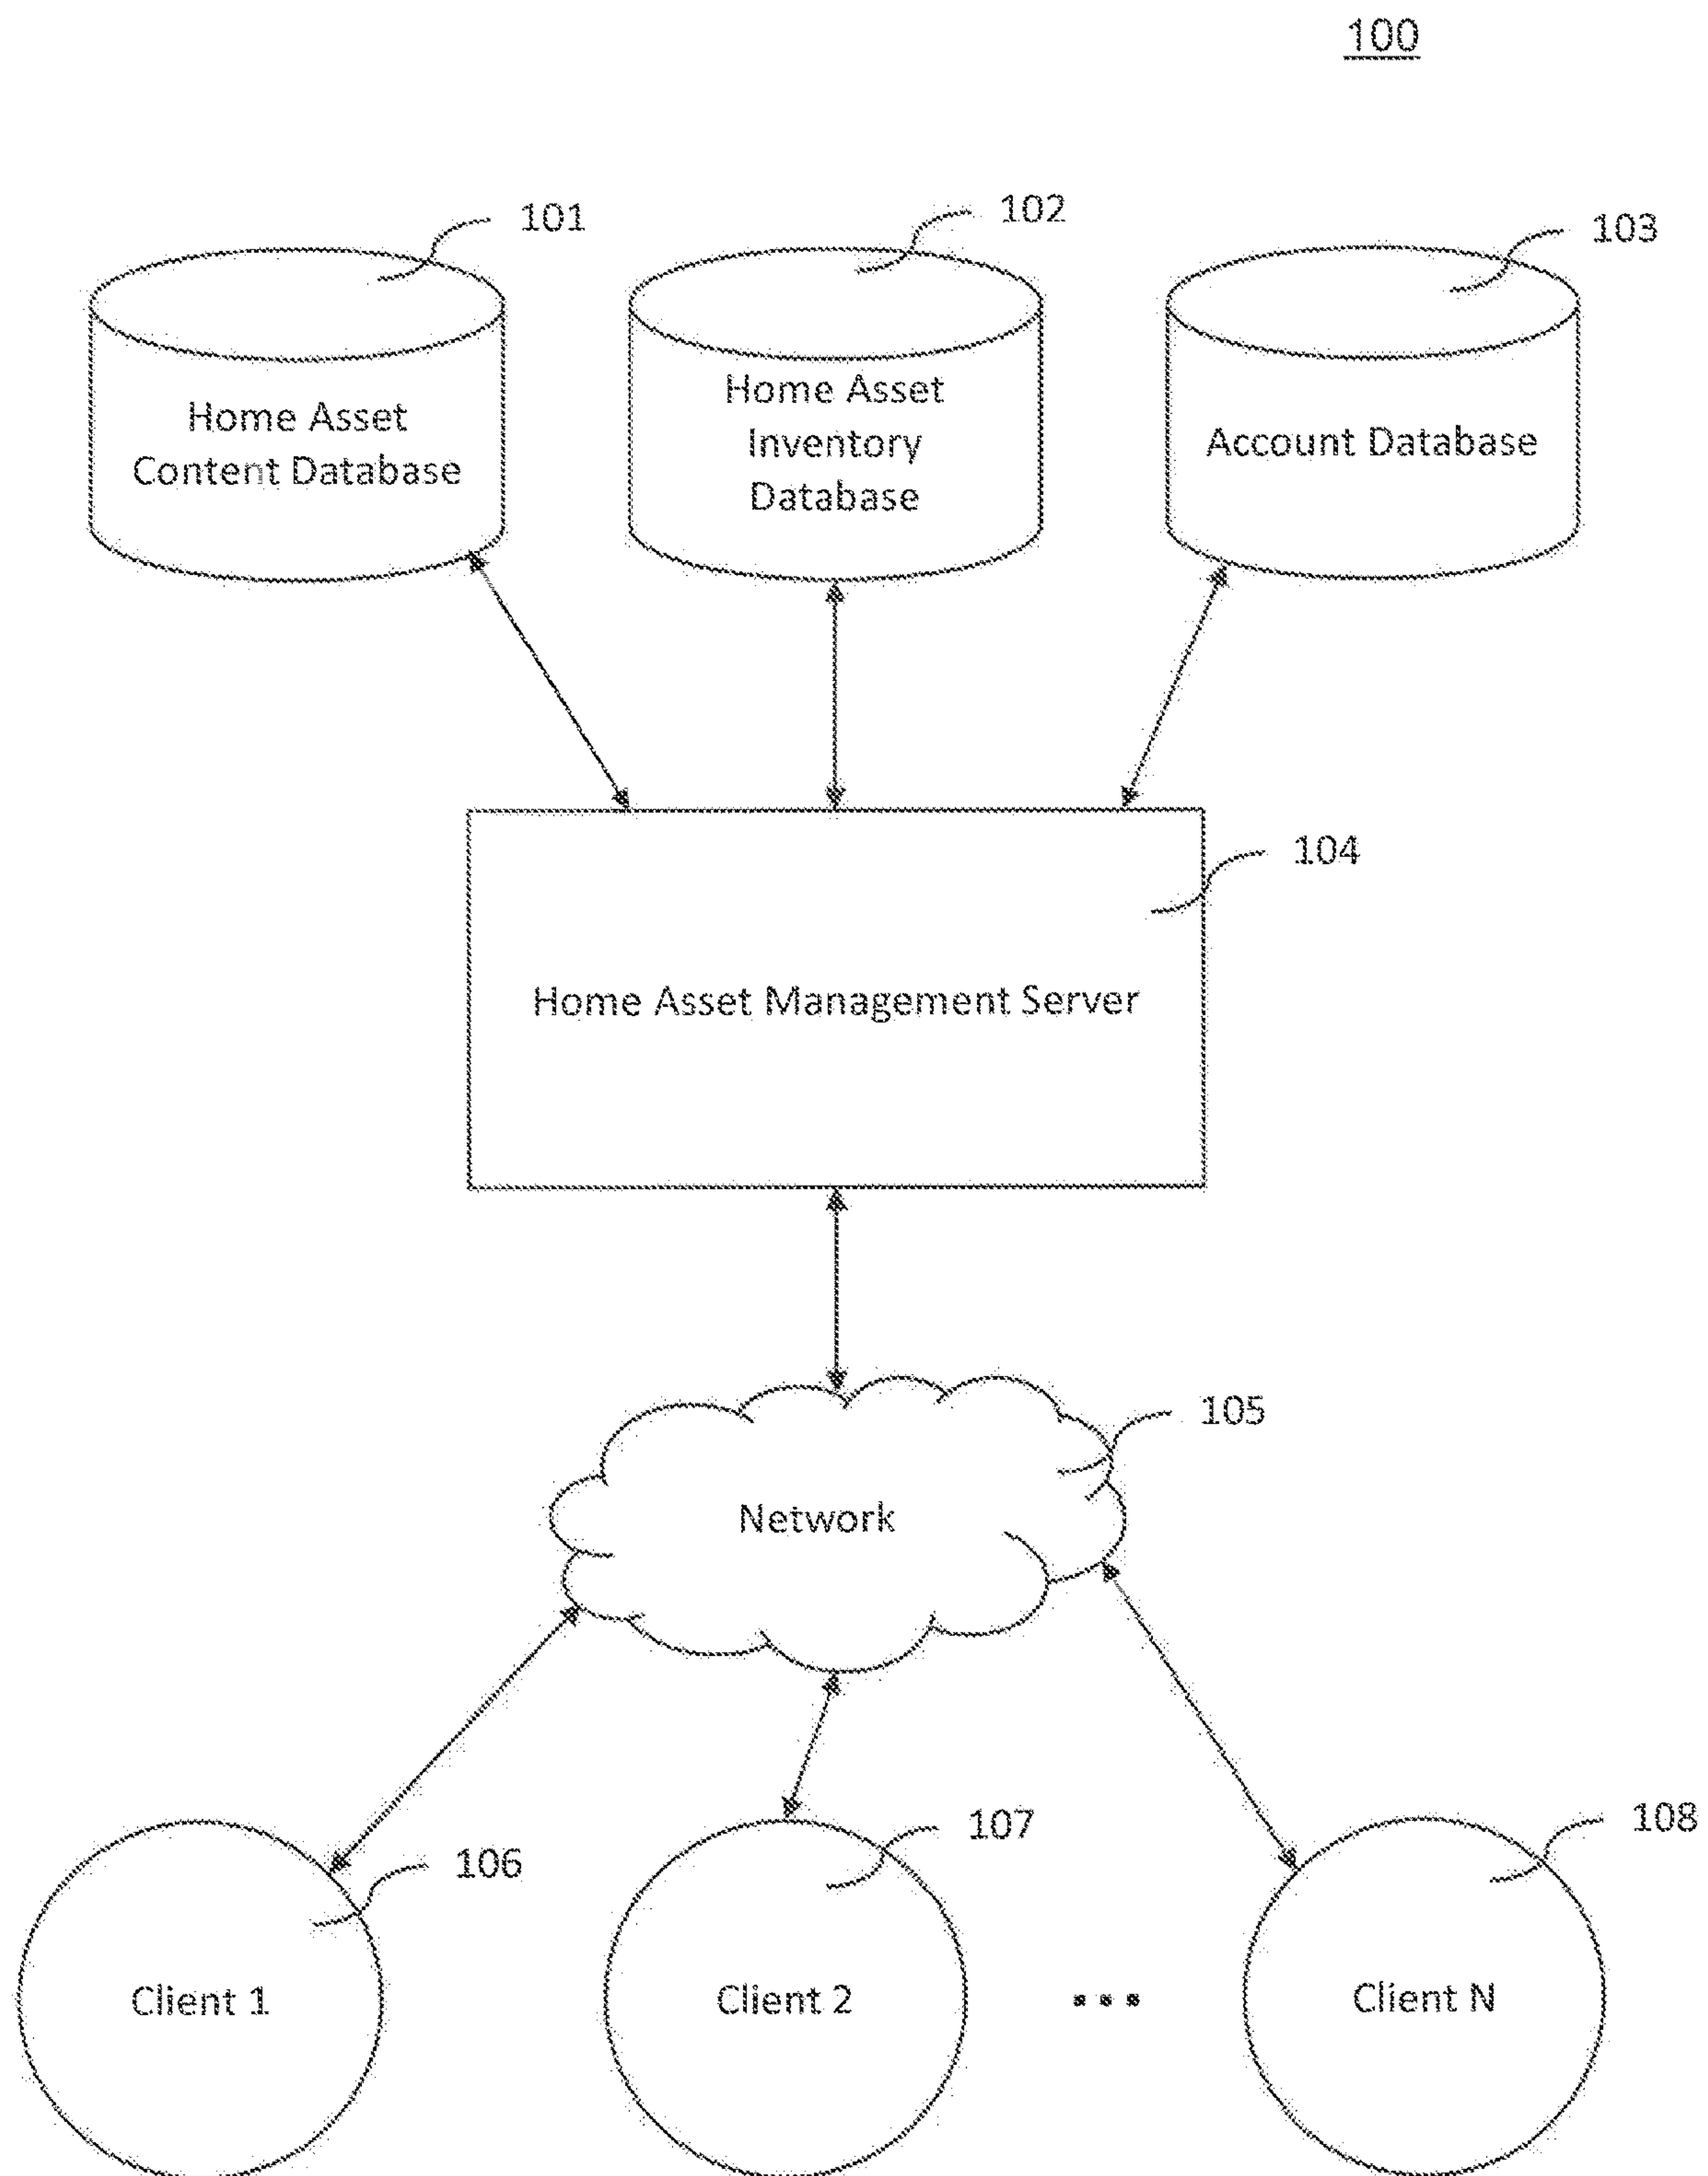 100
101
102
103
Home Asset
Content Database
Home Asset
Inventory
Database
Account Database
104
Home Asset Management Server
105
Network
106
107
108
Client 1
Client 2
...
Client N